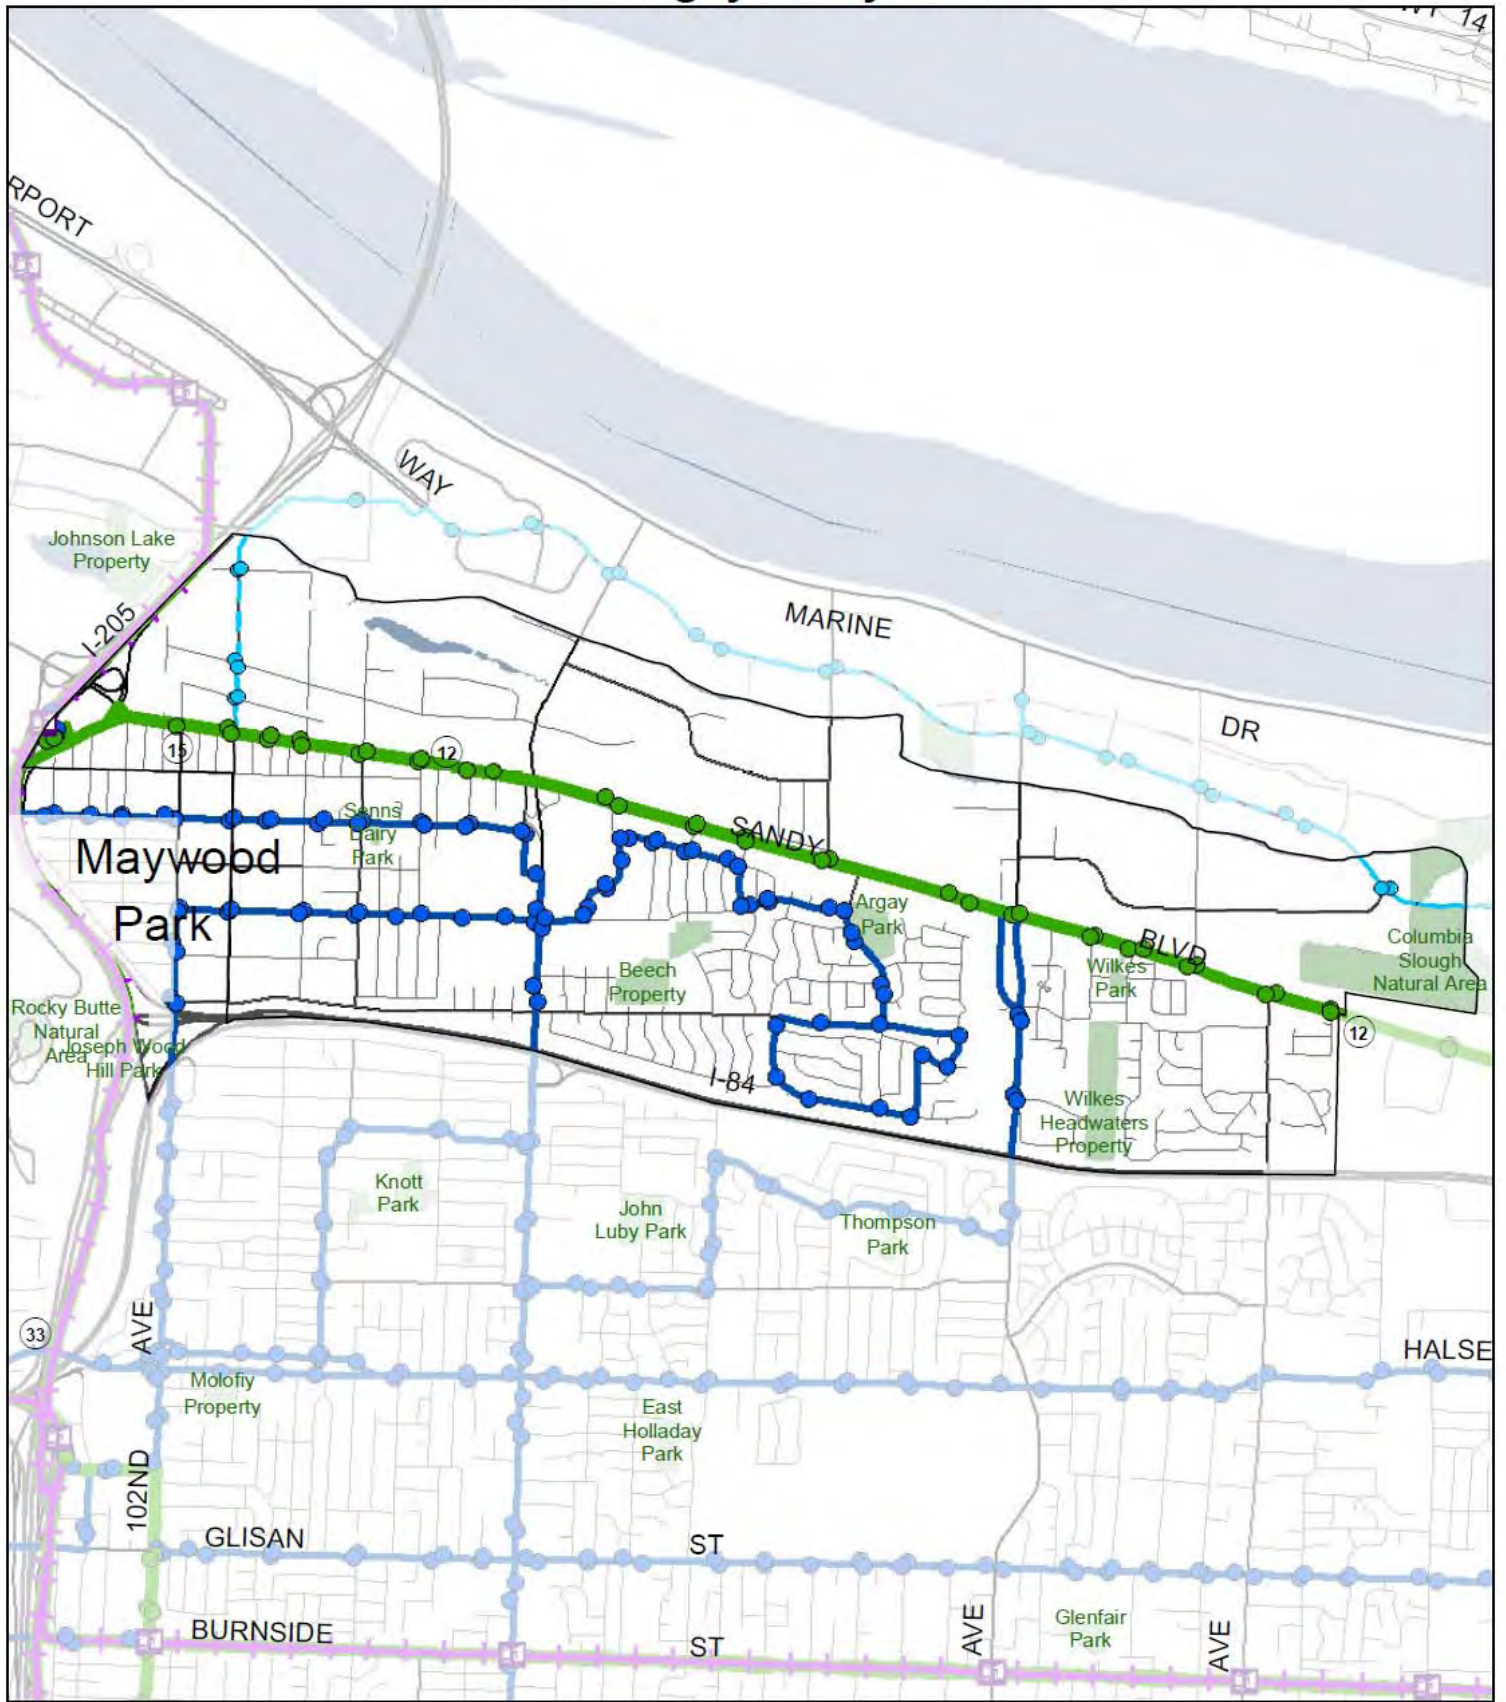 14
RPORT
WAY
Johnson Lake
Property
I-205
MARINE
DR
15
12
SANDY
Senns
Dairy
Park
Maywood
Park
Argay
Park
BLVD
Wilkes
Park
Columbia
Slough
Natural Area
Beech
Property
Rocky Butte
Natural
Area
Joseph Wood
Hill Park
12
I-84
Wilkes
Headwaters
Property
Knott
Park
John
Luby Park
Thompson
Park
AVE
33
HALSE
Molofiy
Property
East
Holladay
Park
102ND
GLISAN
ST
BURNSIDE
ST
AVE
Glenfair
Park
AVE